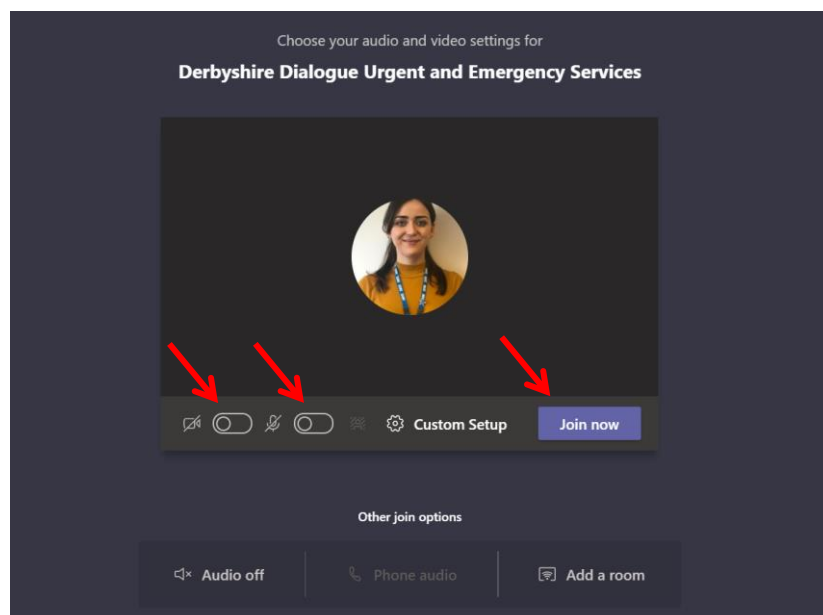 Choose your audio and video settings for
Derbyshire Dialogue Urgent and Emergency Services
Custom Setup
Join now
Other join options
Audio off
Phone audio
Add a room